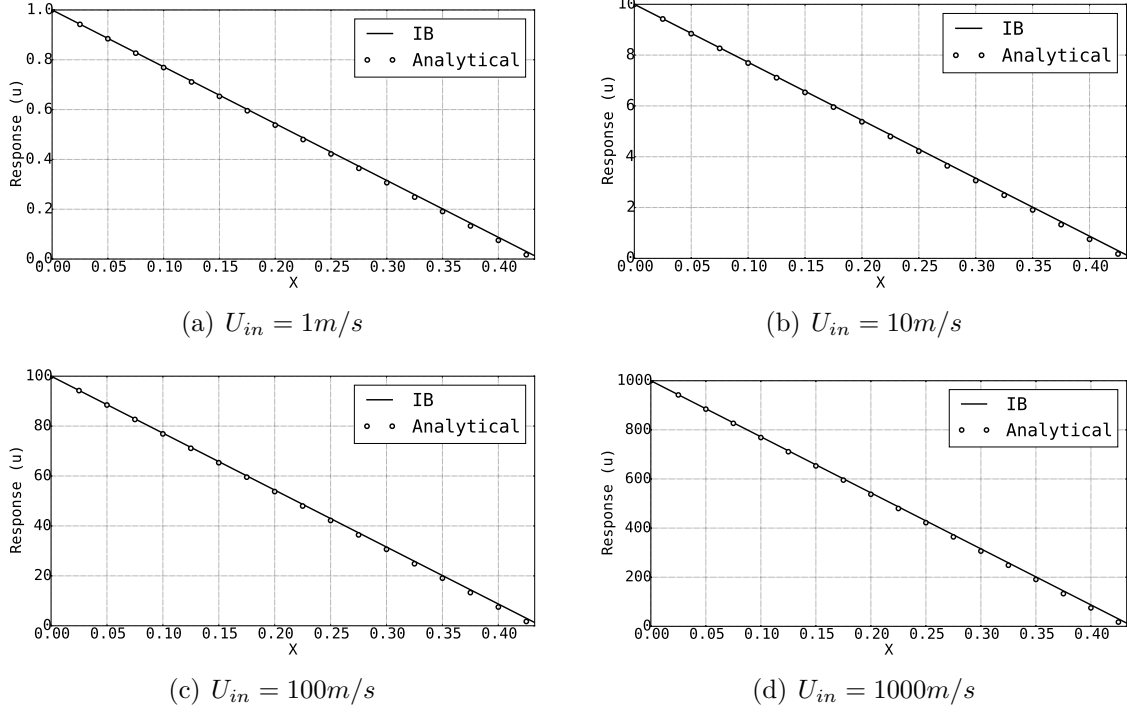 1.0
0.8
0.6
0.4
0.2
0.0
Response (u)
IB
Analytical
0.00 0.05 0.10 0.15 0.20 0.25 0.30 0.35 0.40
X
(a) U_in = 1m/s
10
8
6
4
2
0
Response (u)
IB
Analytical
0.00 0.05 0.10 0.15 0.20 0.25 0.30 0.35 0.40
X
(b) U_in = 10m/s
100
80
60
40
20
0
Response (u)
IB
Analytical
0.00 0.05 0.10 0.15 0.20 0.25 0.30 0.35 0.40
X
(c) U_in = 100m/s
1000
800
600
400
200
0
Response (u)
IB
Analytical
0.00 0.05 0.10 0.15 0.20 0.25 0.30 0.35 0.40
X
(d) U_in = 1000m/s